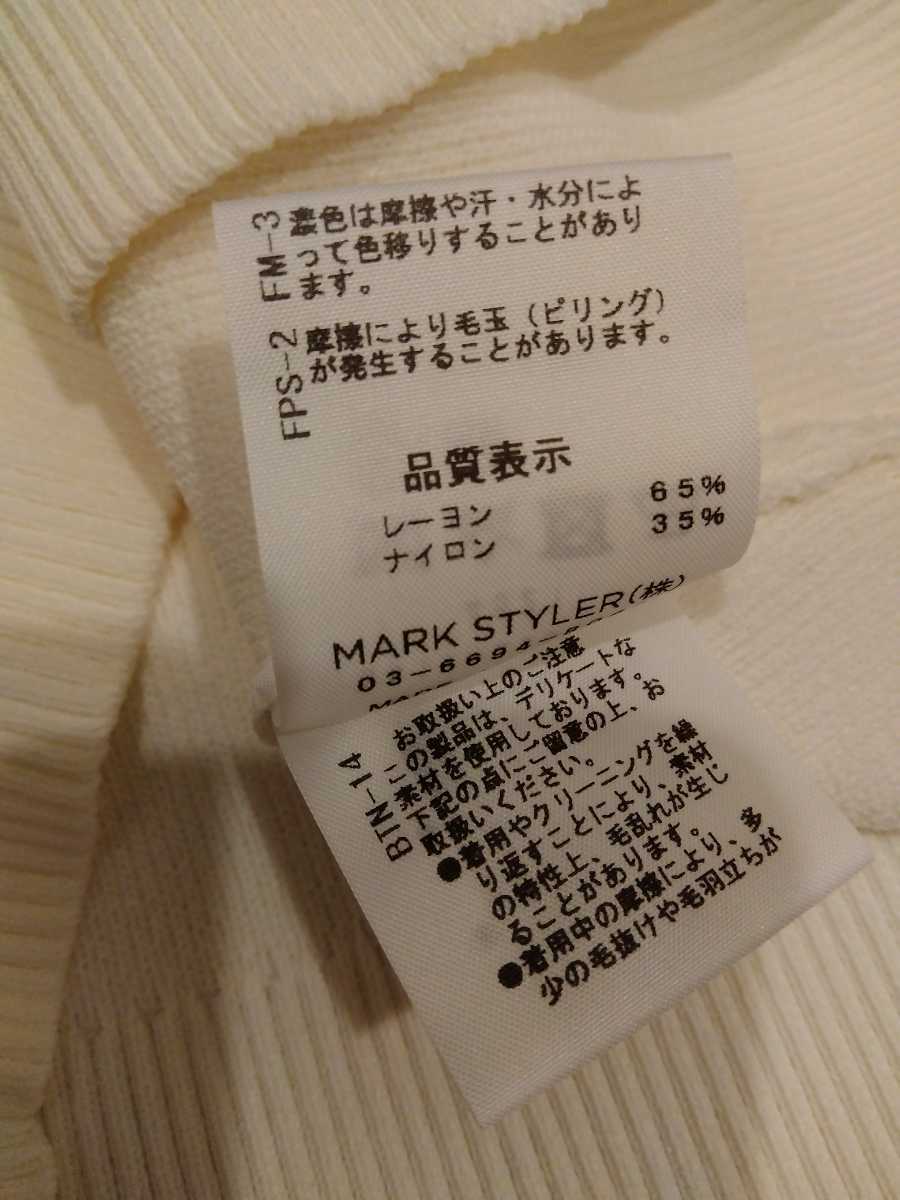 FM-3
濃色は摩擦や汗・水分によ
って色移りすることがあり
ます。
FPS-2
摩擦により毛玉（ピリング）
が発生することがあります。
品質表示
レーヨン 65%
ナイロン 35%
MARK STYLER(株)
03-6694-
BTN-14
お取扱い上のご注意
この製品は、デリケートな
素材を使用しております。
下記の点にご留意の上、お
取扱いください。
●着用やクリーニングを繰
り返すことにより、素材
の特性上、毛乱れが生じ
ることがあります。
●着用中の摩擦により、多
少の毛抜けや毛羽立ちが